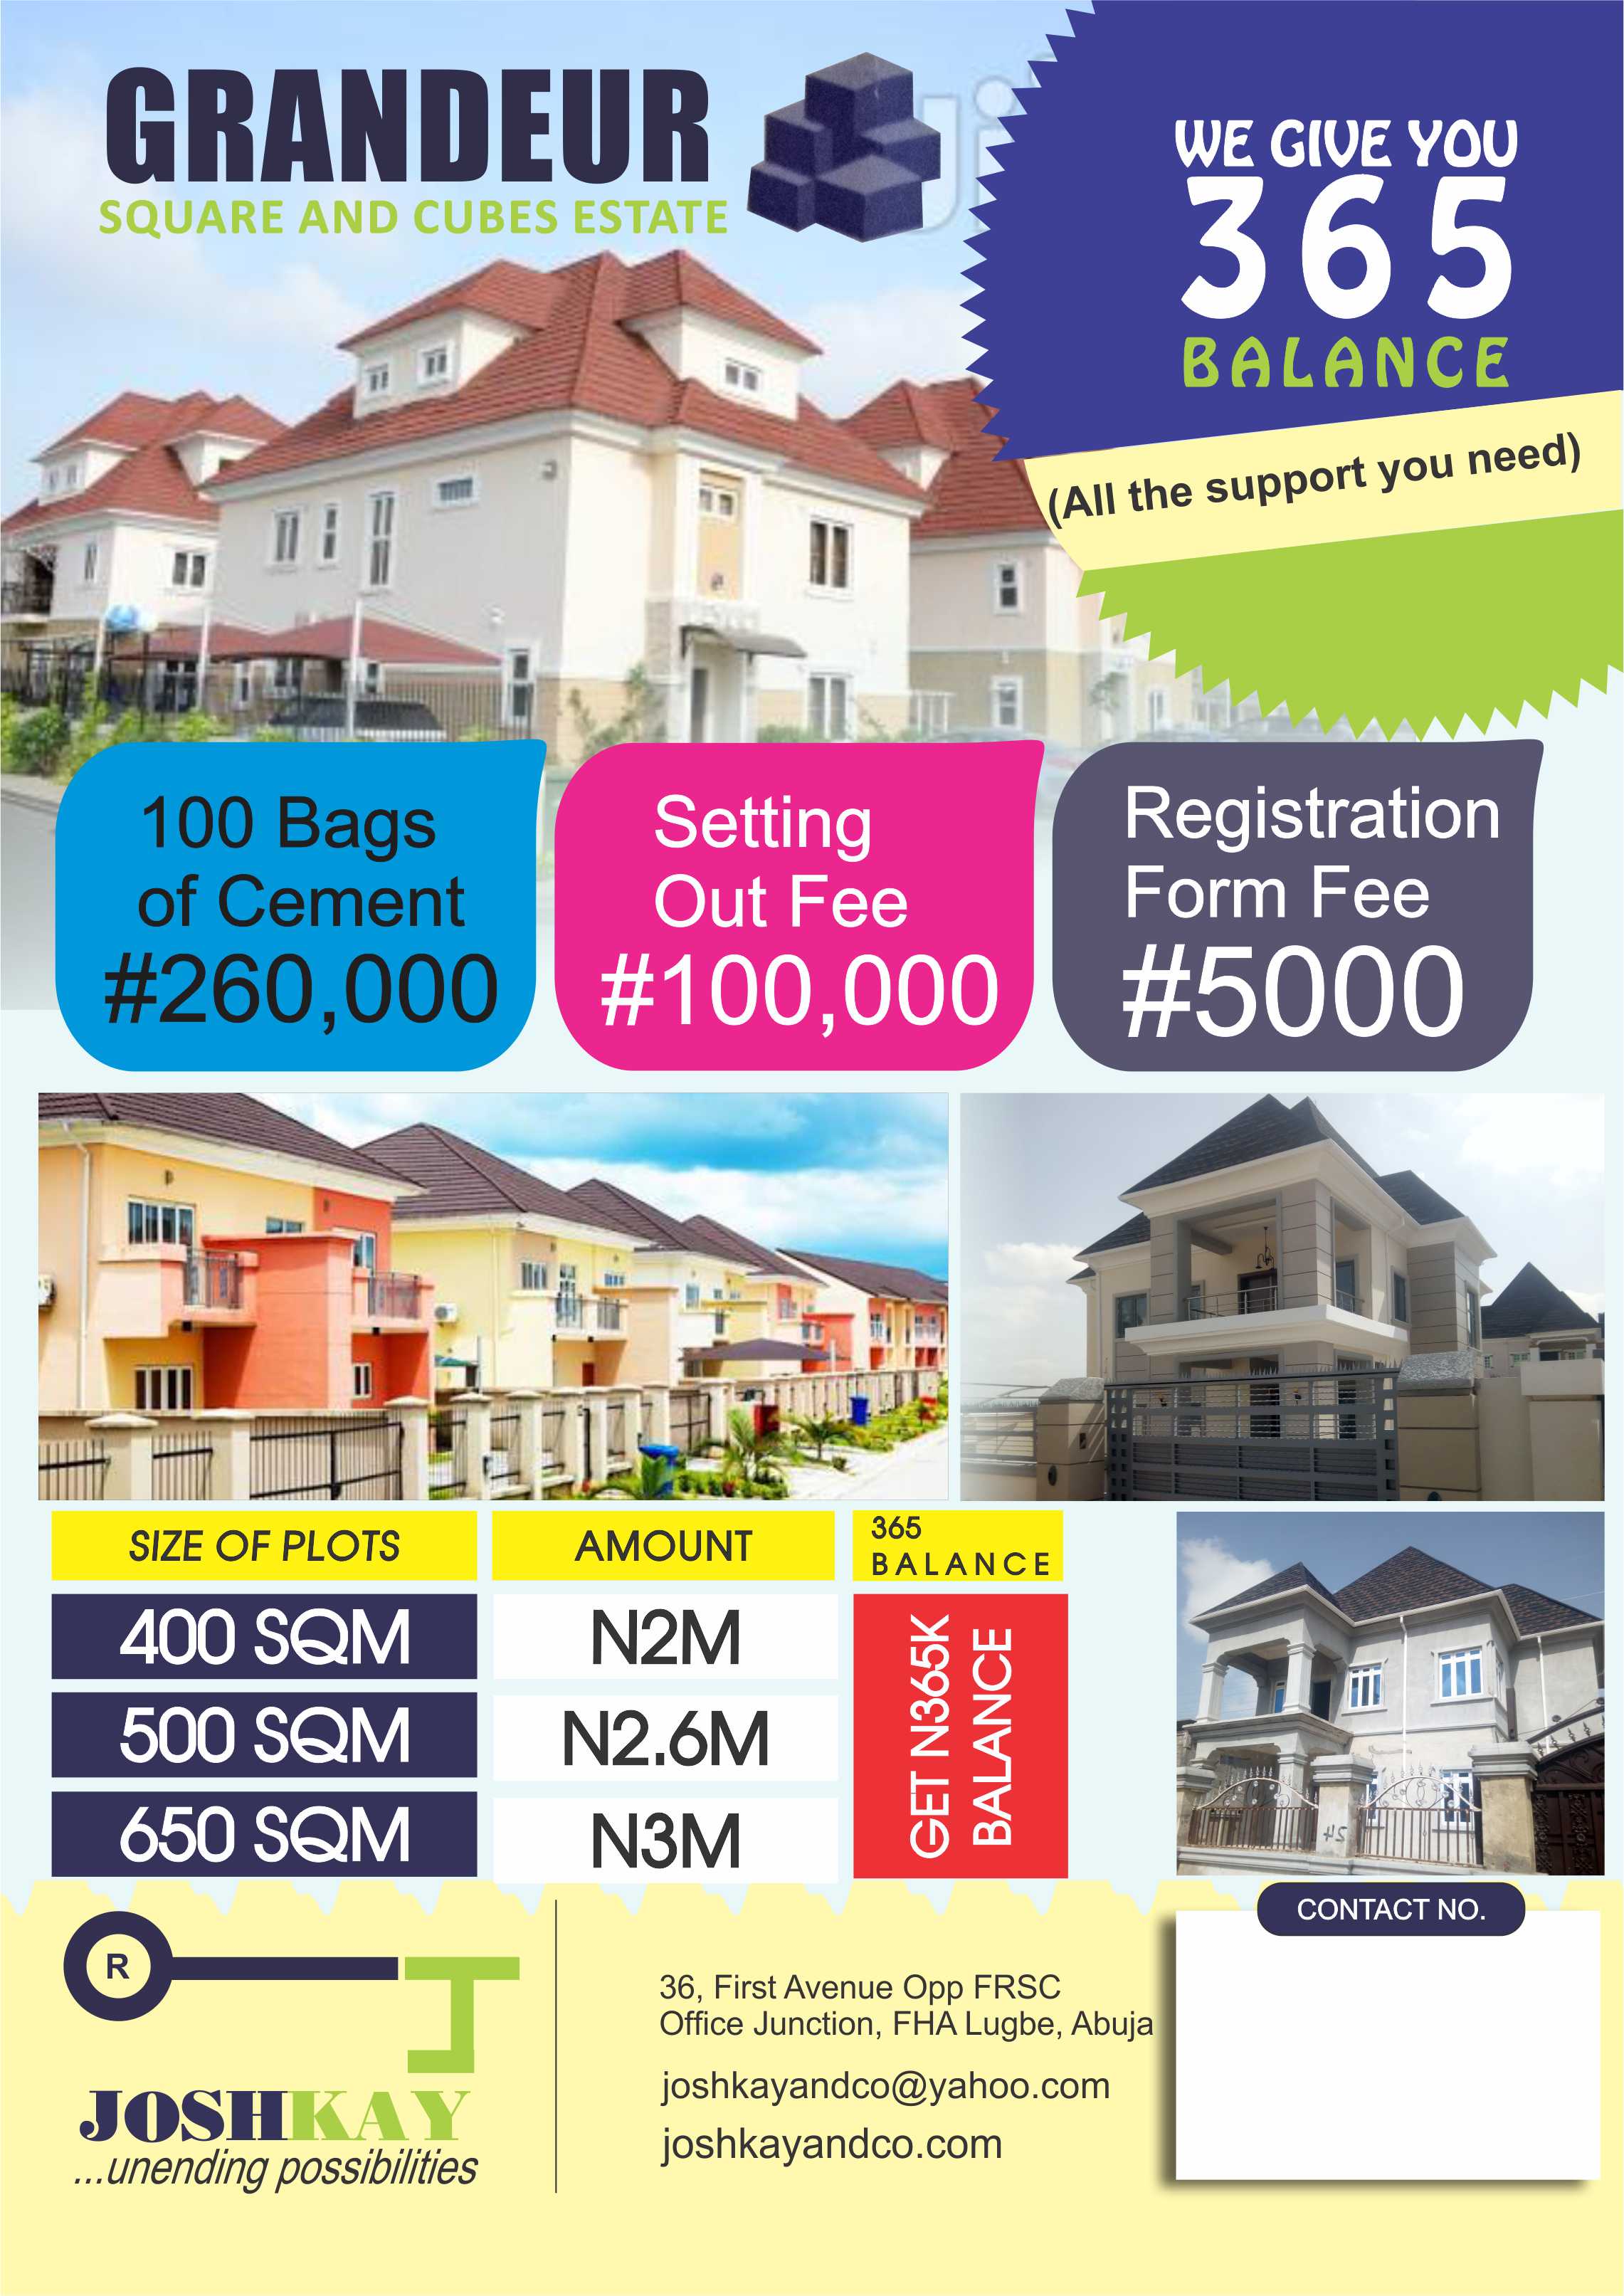 GRANDEUR
SQUARE AND CUBES ESTATE
WE GIVE YOU
365
BALANCE
(All the support you need)
100 Bags
of Cement
#260,000
Setting
Out Fee
#100,000
Registration
Form Fee
#5000
SIZE OF PLOTS
AMOUNT
365
BALANCE
400 SQM
N2M
500 SQM
N2.6M
650 SQM
N3M
GET N365K
BALANCE
R
JOSHKAY
...unending possibilities
36, First Avenue Opp FRSC
Office Junction, FHA Lugbe, Abuja
joshkayandco@yahoo.com
joshkayandco.com
CONTACT NO.